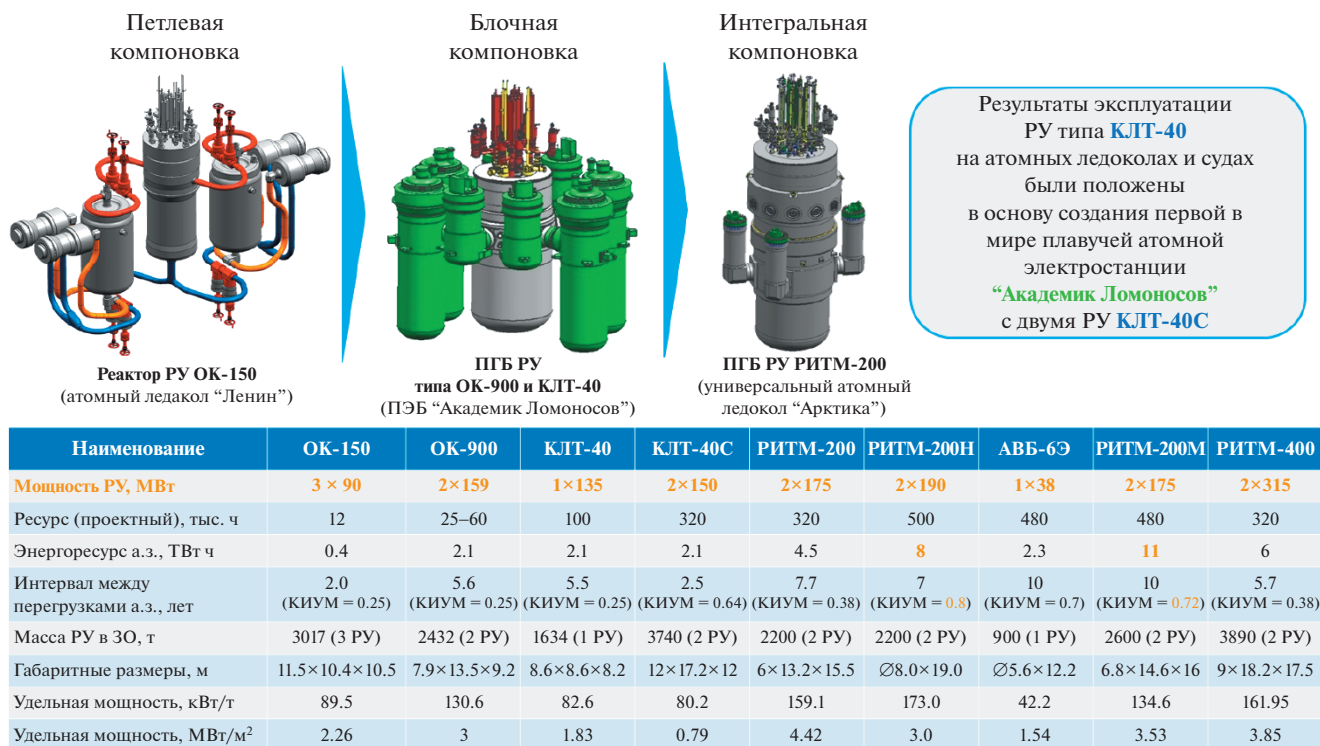 Петлевая
компоновка
Блочная
компоновка
Интегральная
компоновка
Результаты эксплуатации
РУ типа КЛТ-40
на атомных ледоколах и судах
были положены
в основу создания первой в
мире плавучей атомной
электростанции
“Академик Ломоносов”
с двумя РУ КЛТ-40С
Реактор РУ ОК-150
(атомный ледакол “Ленин”)
ПГБ РУ
типа ОК-900 и КЛТ-40
(ПЭБ “Академик Ломоносов”)
ПГБ РУ РИТМ-200
(универсальный атомный
ледокол “Арктика”)
Наименование ОК-150 ОК-900 КЛТ-40 КЛТ-40С РИТМ-200 РИТМ-200Н АВБ-6Э РИТМ-200М РИТМ-400
Мощность РУ, МВт 3 × 90 2×159 1×135 2×150 2×175 2×190 1×38 2×175 2×315
Ресурс (проектный), тыс. ч 12 25–60 100 320 320 500 480 480 320
Энергоресурс а.з., ТВт ч 0.4 2.1 2.1 2.1 4.5 8 2.3 11 6
Интервал между 2.0 5.6 5.5 2.5 7.7 7 10 10 5.7
перегрузками а.з., лет (КИУМ = 0.25) (КИУМ = 0.25) (КИУМ = 0.25) (КИУМ = 0.64) (КИУМ = 0.38) (КИУМ = 0.8) (КИУМ = 0.7) (КИУМ = 0.72) (КИУМ = 0.38)
Масса РУ в ЗО, т 3017 (3 РУ) 2432 (2 РУ) 1634 (1 РУ) 3740 (2 РУ) 2200 (2 РУ) 2200 (2 РУ) 900 (1 РУ) 2600 (2 РУ) 3890 (2 РУ)
Габаритные размеры, м 11.5×10.4×10.5 7.9×13.5×9.2 8.6×8.6×8.2 12×17.2×12 6×13.2×15.5 ∅8.0×19.0 ∅5.6×12.2 6.8×14.6×16 9×18.2×17.5
Удельная мощность, кВт/т 89.5 130.6 82.6 80.2 159.1 173.0 42.2 134.6 161.95
Удельная мощность, МВт/м² 2.26 3 1.83 0.79 4.42 3.0 1.54 3.53 3.85